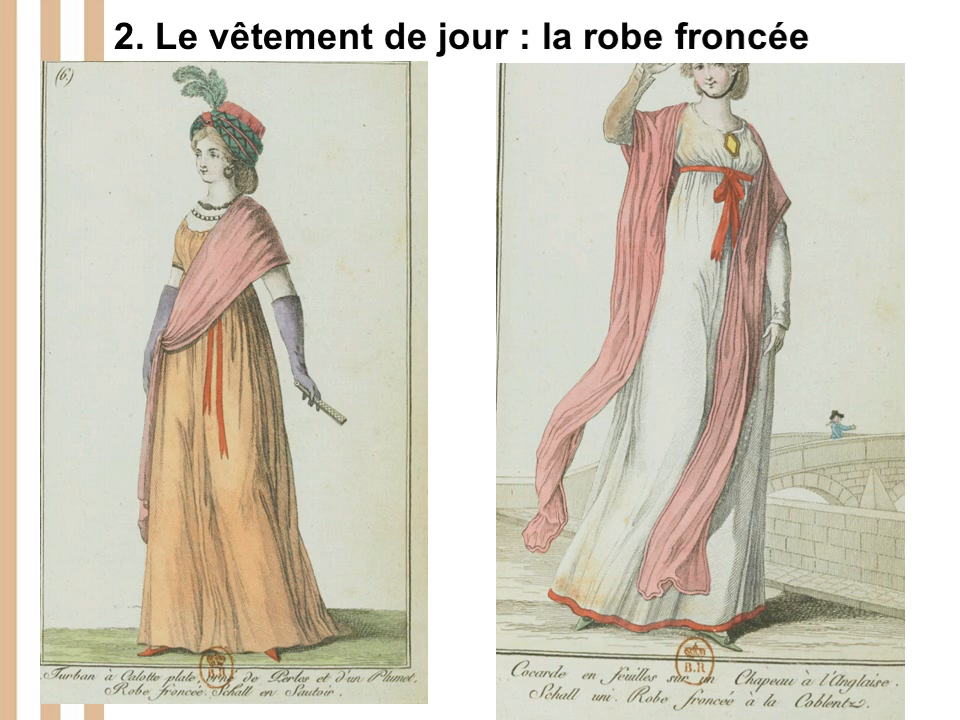 2. Le vêtement de jour : la robe froncée
(6.)
Turban à Calotte plate, orné de Perles et d'un Plumet.
Robe froncée. Schall en Sautoir.
B.R
Cocarde en feuilles sur un Chapeau à l'Anglaise.
Schall uni. Robe froncée à la Coblentz.
B.R